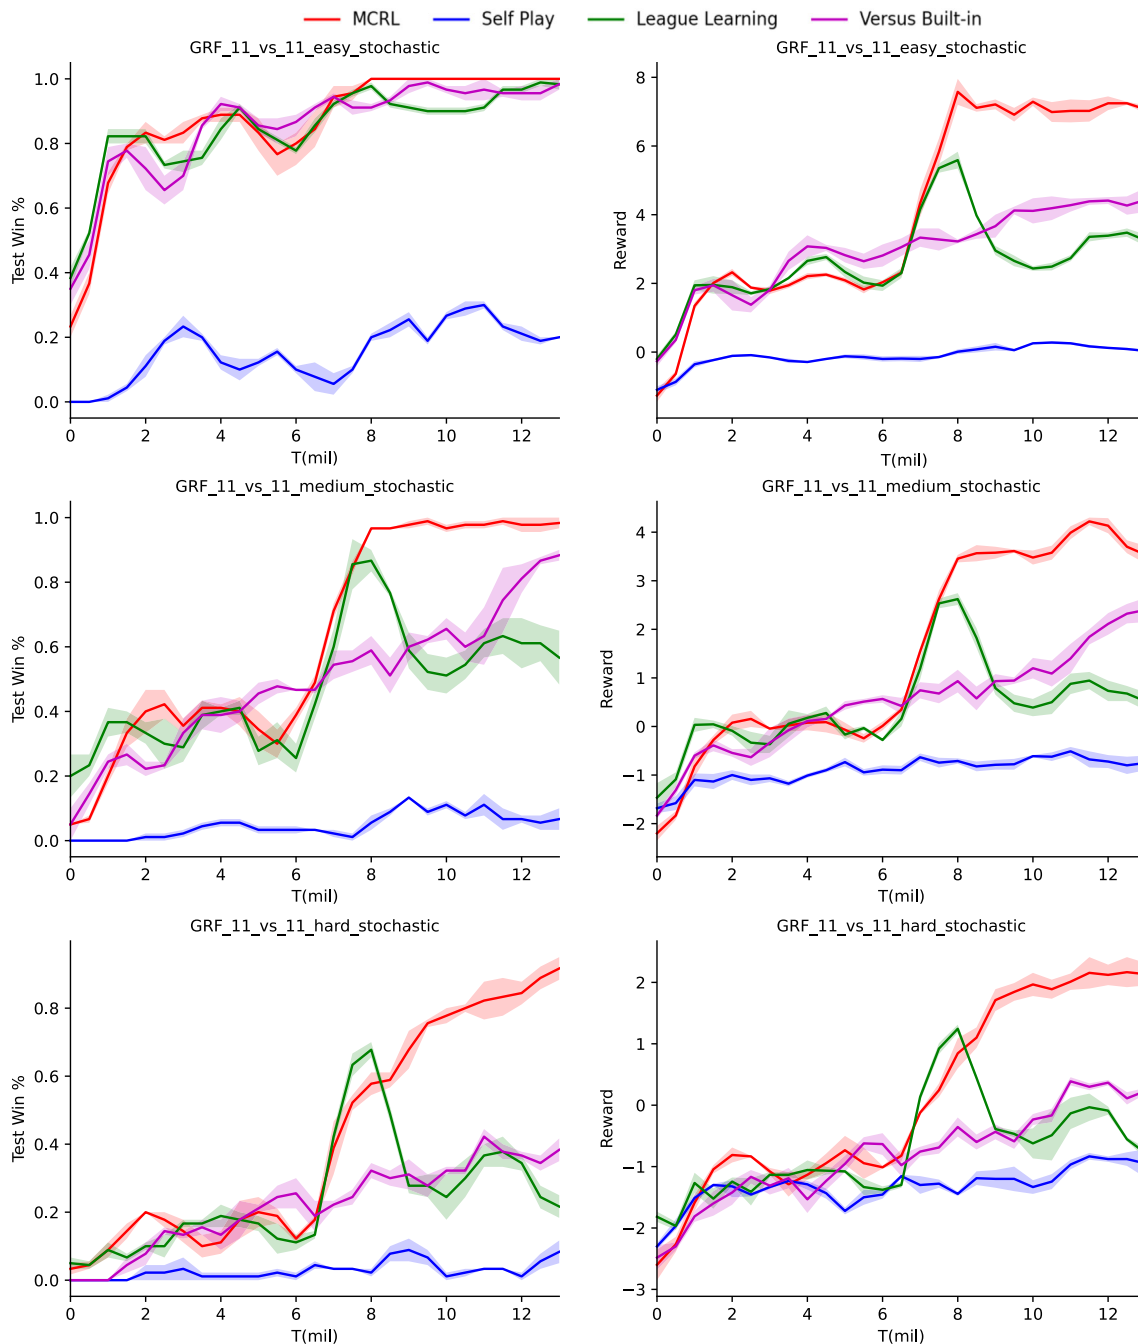 MCRL Self Play League Learning Versus Built-in
GRF_11_vs_11_easy_stochastic
1.0
0.8
0.6
0.4
0.2
0.0
Test Win %
0 2 4 6 8 10 12
T(mil)
GRF_11_vs_11_easy_stochastic
8
6
4
2
0
Reward
0 2 4 6 8 10 12
T(mil)
GRF_11_vs_11_medium_stochastic
1.0
0.8
0.6
0.4
0.2
0.0
Test Win %
0 2 4 6 8 10 12
T(mil)
GRF_11_vs_11_medium_stochastic
4
3
2
1
0
−1
−2
Reward
0 2 4 6 8 10 12
T(mil)
GRF_11_vs_11_hard_stochastic
0.8
0.6
0.4
0.2
0.0
Test Win %
0 2 4 6 8 10 12
T(mil)
GRF_11_vs_11_hard_stochastic
2
1
0
−1
−2
−3
Reward
0 2 4 6 8 10 12
T(mil)